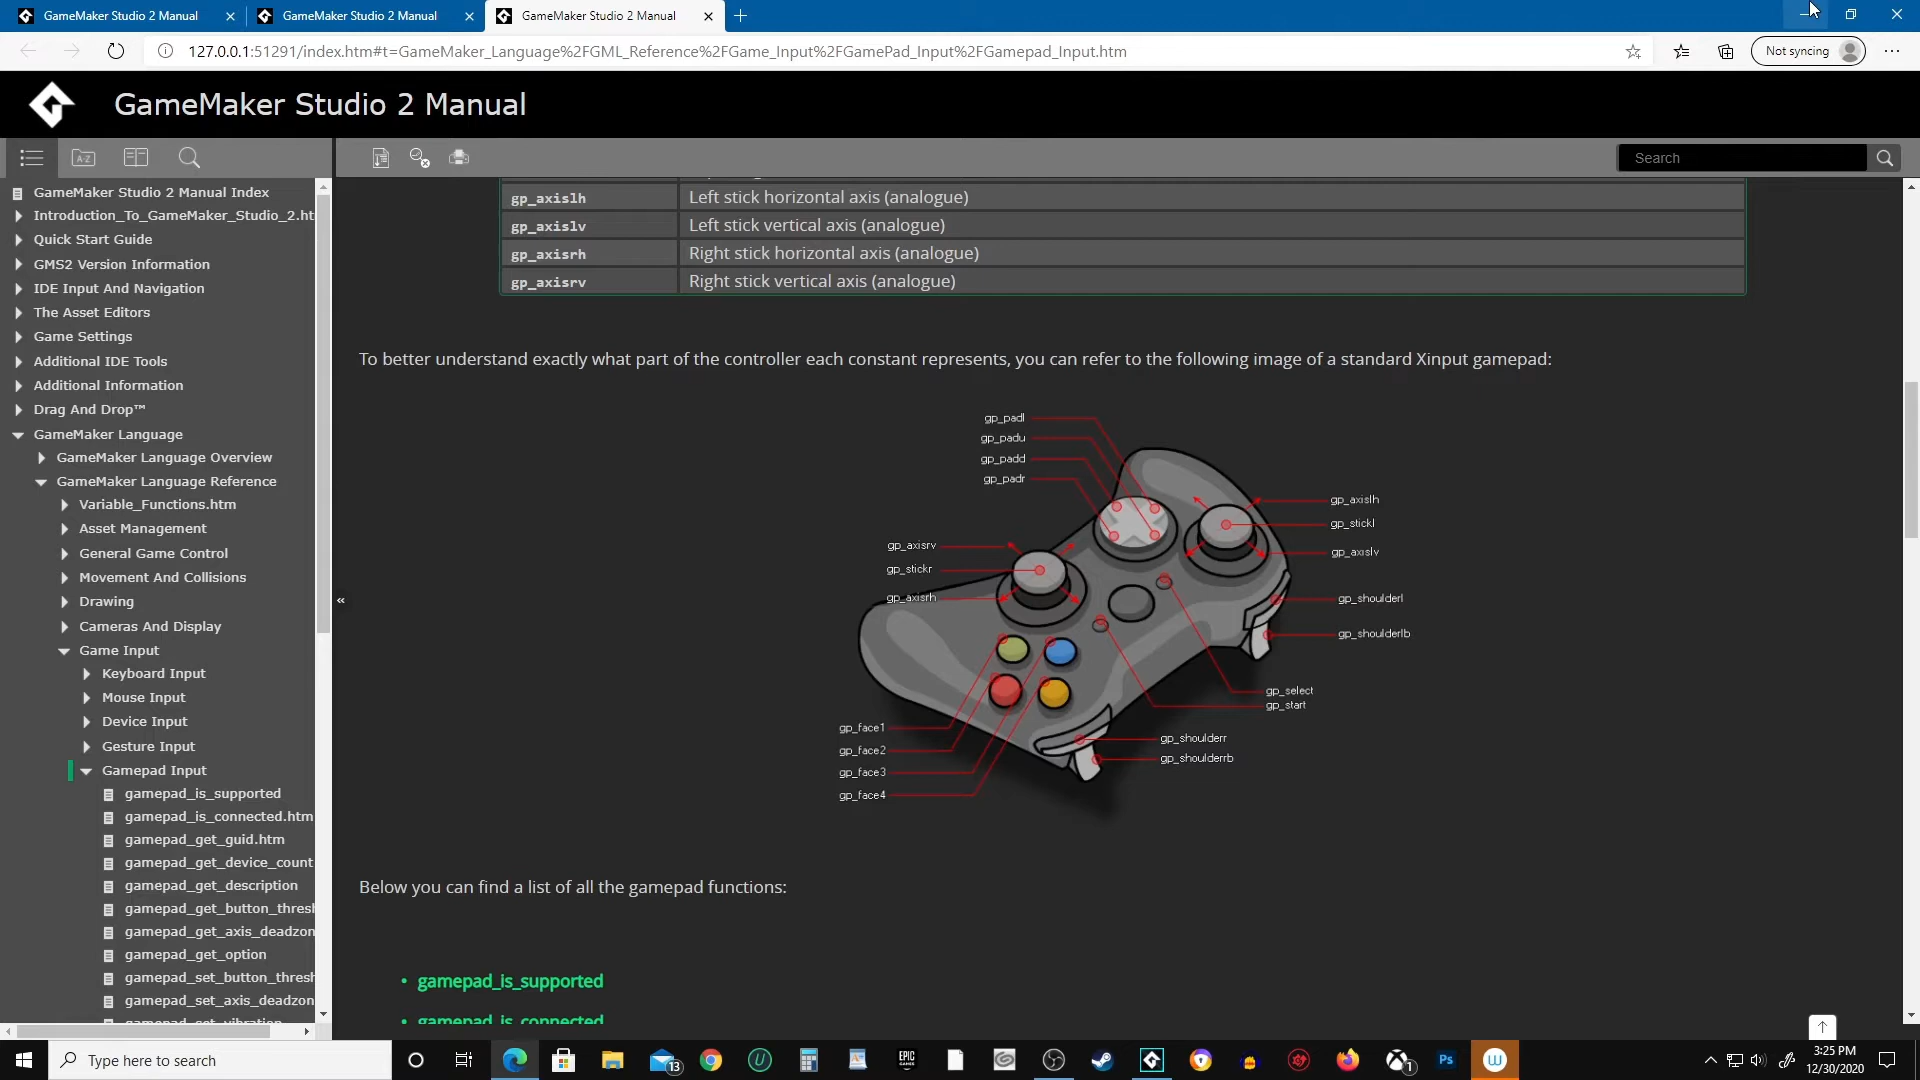 GameMaker Studio 2 Manual
GameMaker Studio 2 Manual
GameMaker Studio 2 Manual
127.0.0.1:51291/index.htm#t=GameMaker_Language%2FGML_Reference%2FGame_Input%2FGamePad_Input%2FGamepad_Input.htm
Not syncing
GameMaker Studio 2 Manual
A-Z
Search
GameMaker Studio 2 Manual Index
Introduction_To_GameMaker_Studio_2.ht
Quick Start Guide
GMS2 Version Information
IDE Input And Navigation
The Asset Editors
Game Settings
Additional IDE Tools
Additional Information
Drag And Drop™
GameMaker Language
GameMaker Language Overview
GameMaker Language Reference
Variable_Functions.htm
Asset Management
General Game Control
Movement And Collisions
Drawing
Cameras And Display
Game Input
Keyboard Input
Mouse Input
Device Input
Gesture Input
Gamepad Input
gamepad_is_supported
gamepad_is_connected.htm
gamepad_get_guid.htm
gamepad_get_device_count
gamepad_get_description
gamepad_get_button_thresh
gamepad_get_axis_deadzon
gamepad_get_option
gamepad_set_button_thresh
gamepad_set_axis_deadzon
gp_axislh Left stick horizontal axis (analogue)
gp_axislv Left stick vertical axis (analogue)
gp_axisrh Right stick horizontal axis (analogue)
gp_axisrv Right stick vertical axis (analogue)
To better understand exactly what part of the controller each constant represents, you can refer to the following image of a standard Xinput gamepad:
gp_padl
gp_padu
gp_padd
gp_padr
gp_axislh
gp_stickl
gp_axislv
gp_axisrv
gp_stickr
gp_axisrh
gp_shoulderl
gp_shoulderlb
gp_select
gp_start
gp_face1
gp_face2
gp_face3
gp_face4
gp_shoulderr
gp_shoulderrb
Below you can find a list of all the gamepad functions:
• gamepad_is_supported
• gamepad_is_connected
Type here to search
13
EPIC
1
Ps
3:25 PM
12/30/2020